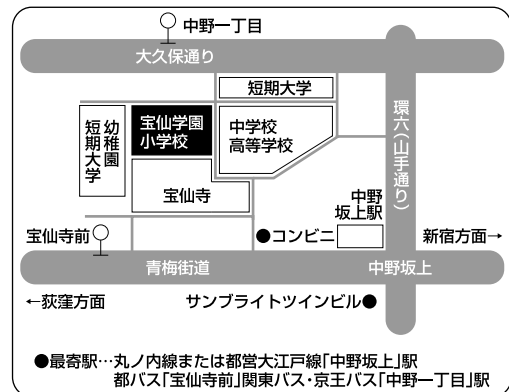 中野一丁目
大久保通り
短期大学
幼稚園
短期大学
宝仙学園
小学校
中学校
高等学校
環六(山手通り)
宝仙寺
中野
坂上駅
宝仙寺前
●コンビニ
新宿方面→
青梅街道
中野坂上
←荻窪方面
サンブライトツインビル●
●最寄駅…丸ノ内線または都営大江戸線「中野坂上」駅
都バス「宝仙寺前」関東バス・京王バス「中野一丁目」駅